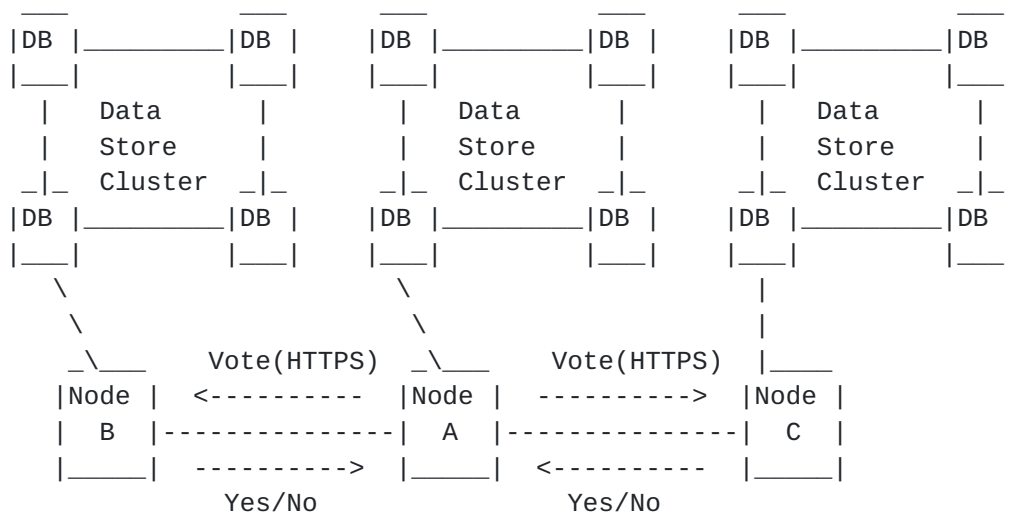 DB DB DB DB DB DB
Data Data Data
Store Store Store
Cluster Cluster Cluster
DB DB DB DB DB DB
Vote(HTTPS) Vote(HTTPS)
Node <---------- Node ----------> Node
B A C
----------> <----------
Yes/No Yes/No